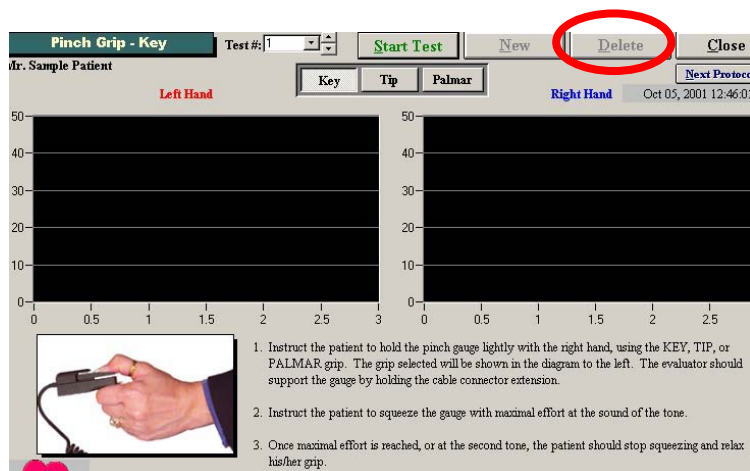 Pinch Grip - Key Test #: 1 Start Test New Delete Close
Mr. Sample Patient
Key Tip Palmar Next Protoco
Left Hand Right Hand Oct 05, 2001 12:46:01
50 50
40 40
30 30
20 20
10 10
0 0
0 0.5 1 1.5 2 2.5 3 0 0.5 1 1.5 2 2.5
1. Instruct the patient to hold the pinch gauge lightly with the right hand, using the KEY, TIP, or
PALMAR grip. The grip selected will be shown in the diagram to the left. The evaluator should
support the gauge by holding the cable connector extension.
2. Instruct the patient to squeeze the gauge with maximal effort at the sound of the tone.
3. Once maximal effort is reached, or at the second tone, the patient should stop squeezing and relax
his/her grip.